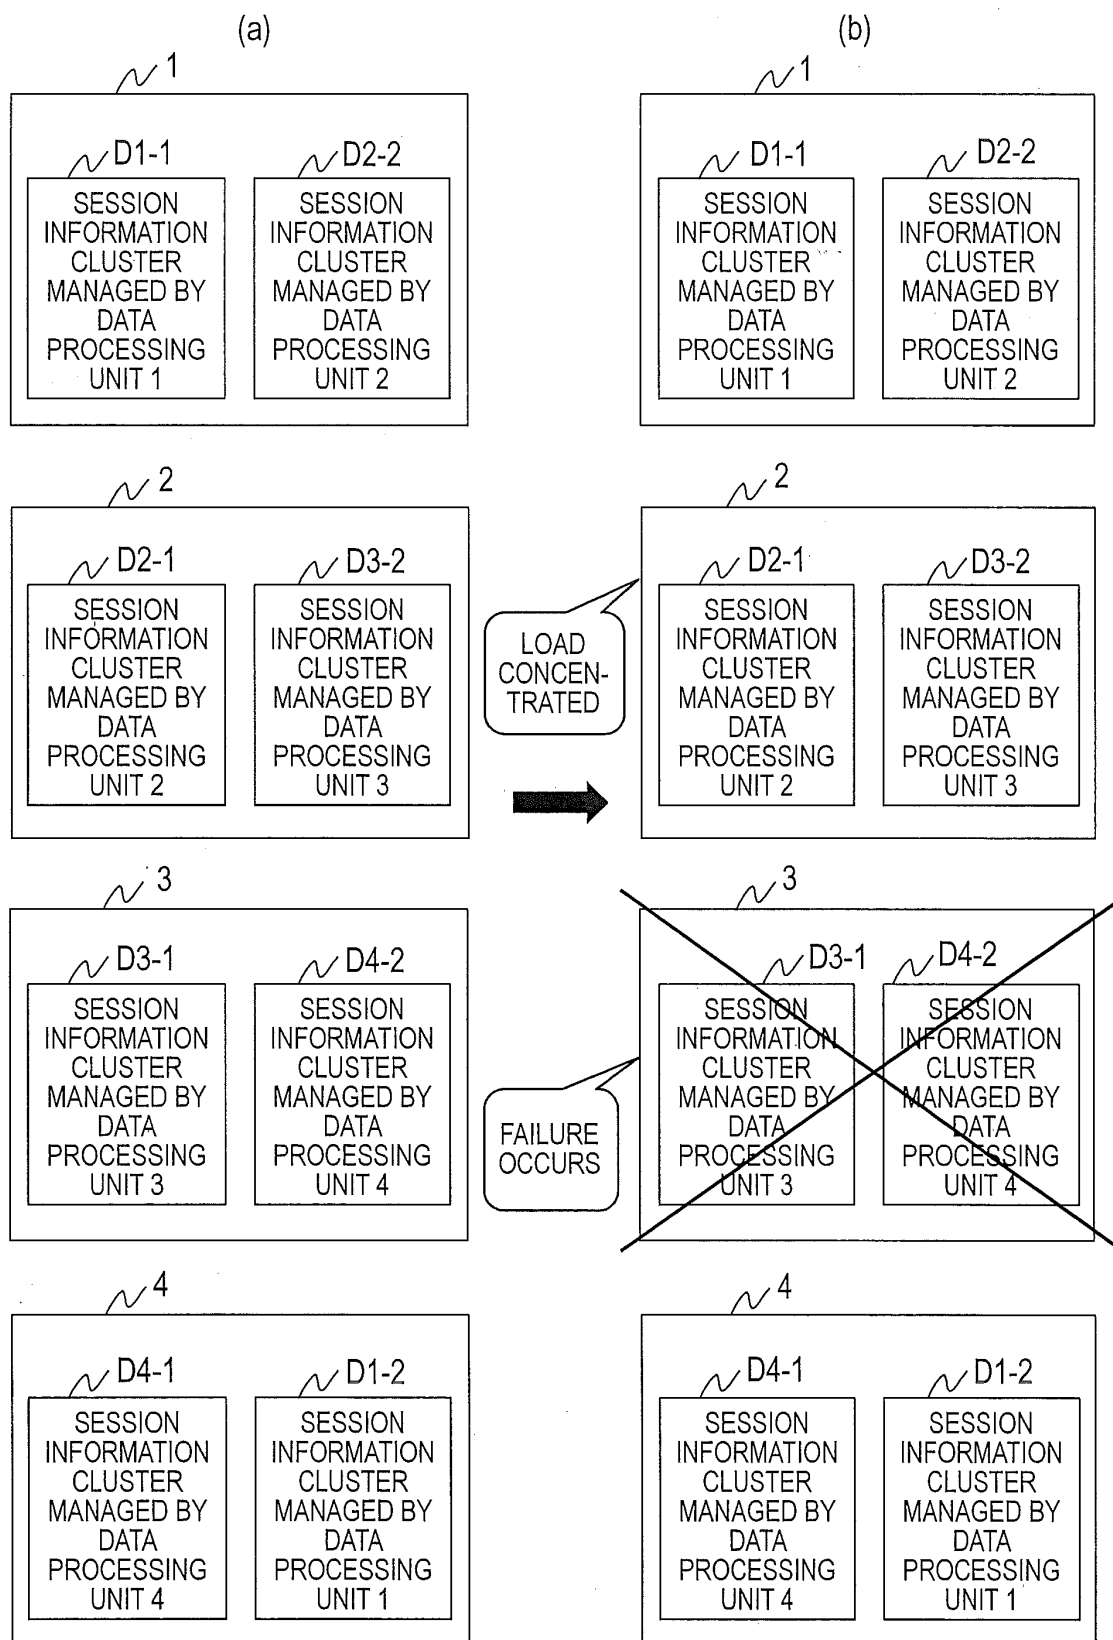 (a)
1
D1-1
SESSION
INFORMATION
CLUSTER
MANAGED BY
DATA
PROCESSING
UNIT 1
D2-2
SESSION
INFORMATION
CLUSTER
MANAGED BY
DATA
PROCESSING
UNIT 2
2
D2-1
SESSION
INFORMATION
CLUSTER
MANAGED BY
DATA
PROCESSING
UNIT 2
D3-2
SESSION
INFORMATION
CLUSTER
MANAGED BY
DATA
PROCESSING
UNIT 3
3
D3-1
SESSION
INFORMATION
CLUSTER
MANAGED BY
DATA
PROCESSING
UNIT 3
D4-2
SESSION
INFORMATION
CLUSTER
MANAGED BY
DATA
PROCESSING
UNIT 4
4
D4-1
SESSION
INFORMATION
CLUSTER
MANAGED BY
DATA
PROCESSING
UNIT 4
D1-2
SESSION
INFORMATION
CLUSTER
MANAGED BY
DATA
PROCESSING
UNIT 1
(b)
1
D1-1
SESSION
INFORMATION
CLUSTER
MANAGED BY
DATA
PROCESSING
UNIT 1
D2-2
SESSION
INFORMATION
CLUSTER
MANAGED BY
DATA
PROCESSING
UNIT 2
LOAD
CONCEN-
TRATED
2
D2-1
SESSION
INFORMATION
CLUSTER
MANAGED BY
DATA
PROCESSING
UNIT 2
D3-2
SESSION
INFORMATION
CLUSTER
MANAGED BY
DATA
PROCESSING
UNIT 3
FAILURE
OCCURS
3
D3-1
SESSION
INFORMATION
CLUSTER
MANAGED BY
DATA
PROCESSING
UNIT 3
D4-2
SESSION
INFORMATION
CLUSTER
MANAGED BY
DATA
PROCESSING
UNIT 4
4
D4-1
SESSION
INFORMATION
CLUSTER
MANAGED BY
DATA
PROCESSING
UNIT 4
D1-2
SESSION
INFORMATION
CLUSTER
MANAGED BY
DATA
PROCESSING
UNIT 1